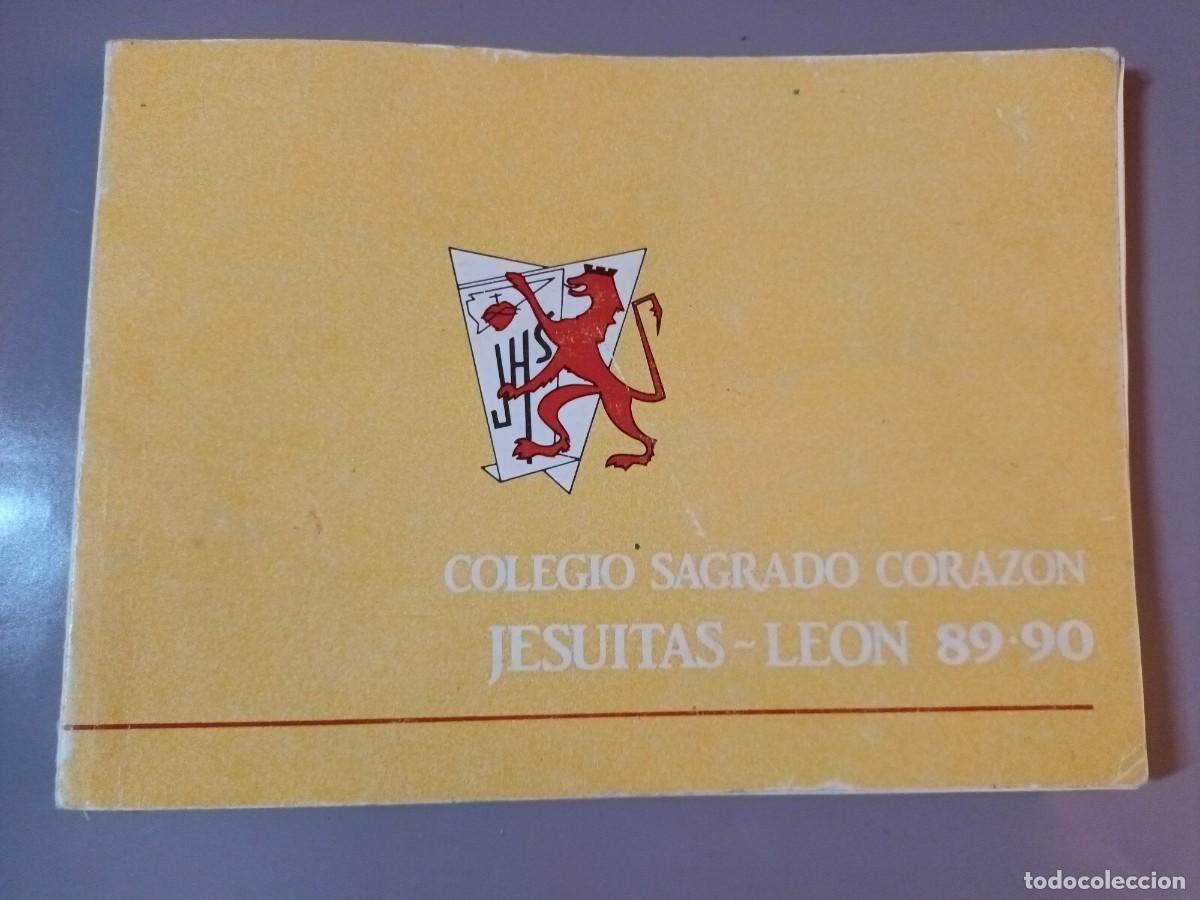 JHS
COLEGIO SAGRADO CORAZON
JESUITAS ~ LEON 89·90
todocoleccion